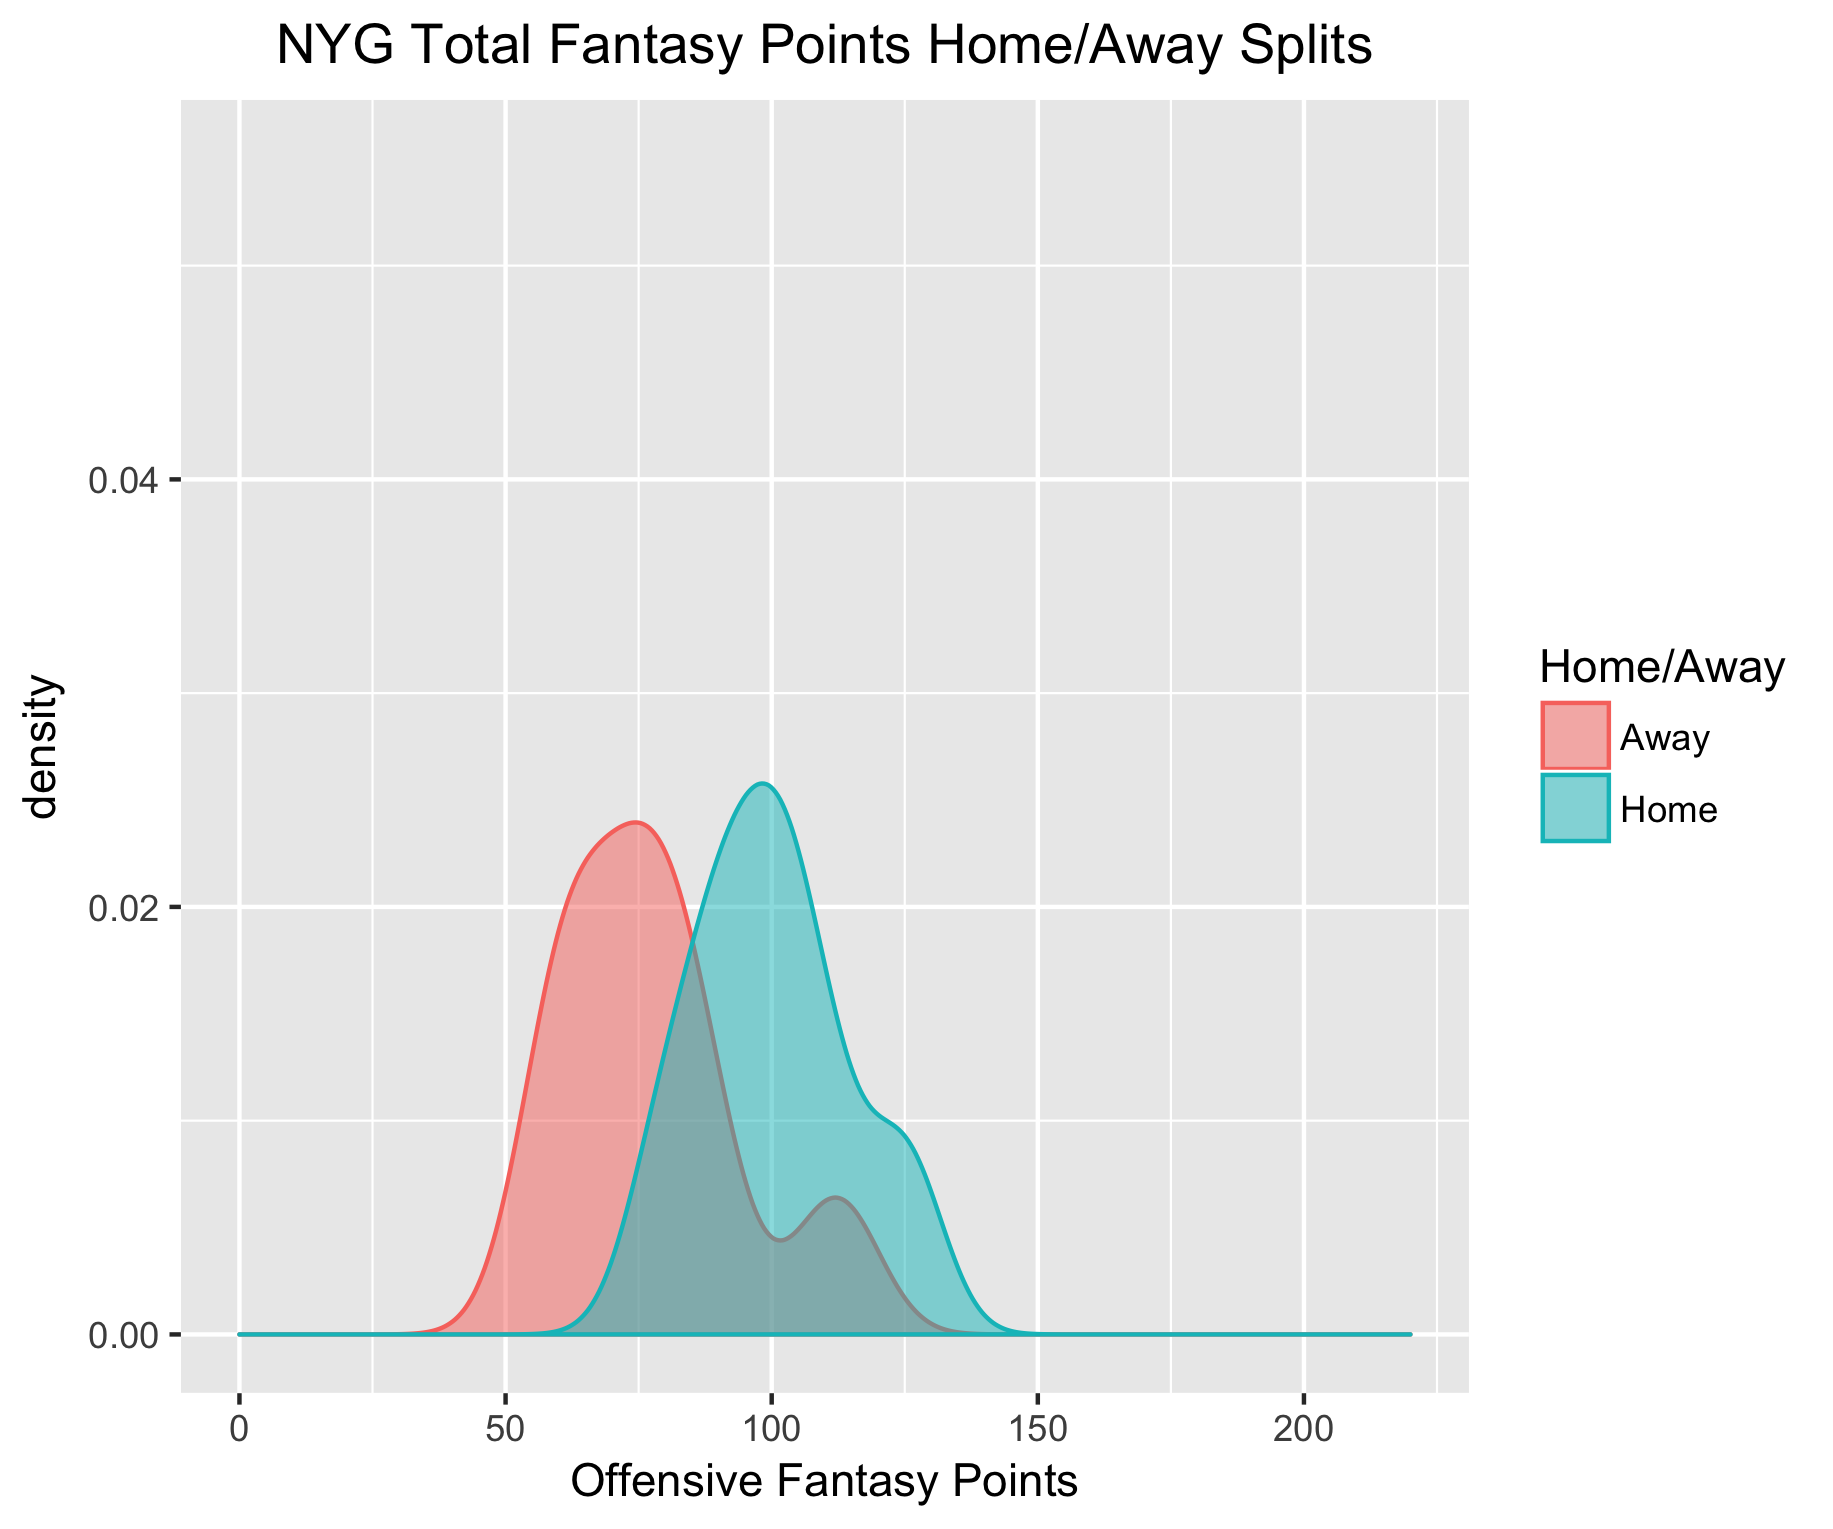 NYG Total Fantasy Points Home/Away Splits
density
0.04
0.02
0.00
0 50 100 150 200
Offensive Fantasy Points
Home/Away
Away
Home